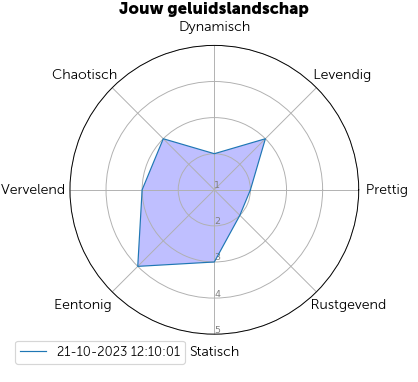 Jouw geluidslandschap
Dynamisch
Chaotisch
Levendig
Vervelend
1
Prettig
2
3
4
Eentonig
Rustgevend
5
21-10-2023 12:10:01
Statisch